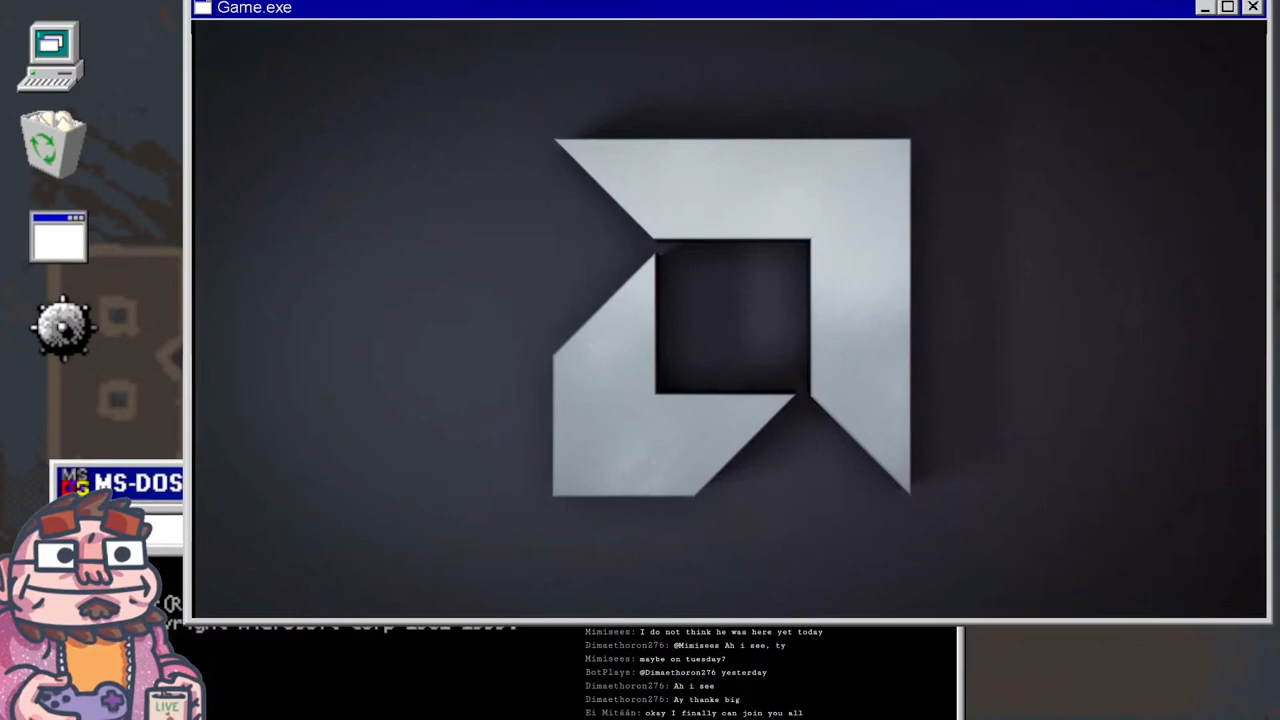 Game.exe
MS-DOS
Mimisees: I do not think he was here yet today
Dimaethoron276: @Mimisees Ah i see, ty
Mimisees: maybe on tuesday?
BotPlays: @Dimaethoron276 yesterday
Dimaethoron276: Ah i see
Dimaethoron276: Ay thanks big
Ei Mitään: okay I finally can join you all
LIVE